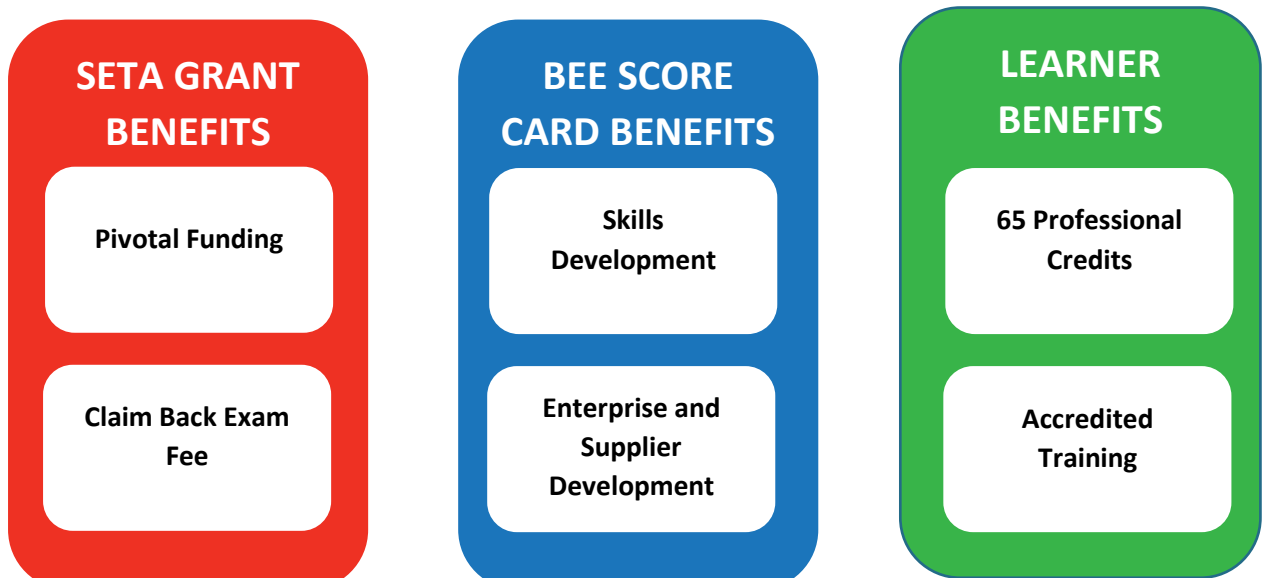 SETA GRANT
BENEFITS
Pivotal Funding
Claim Back Exam
Fee
BEE SCORE
CARD BENEFITS
Skills
Development
Enterprise and
Supplier
Development
LEARNER
BENEFITS
65 Professional
Credits
Accredited
Training